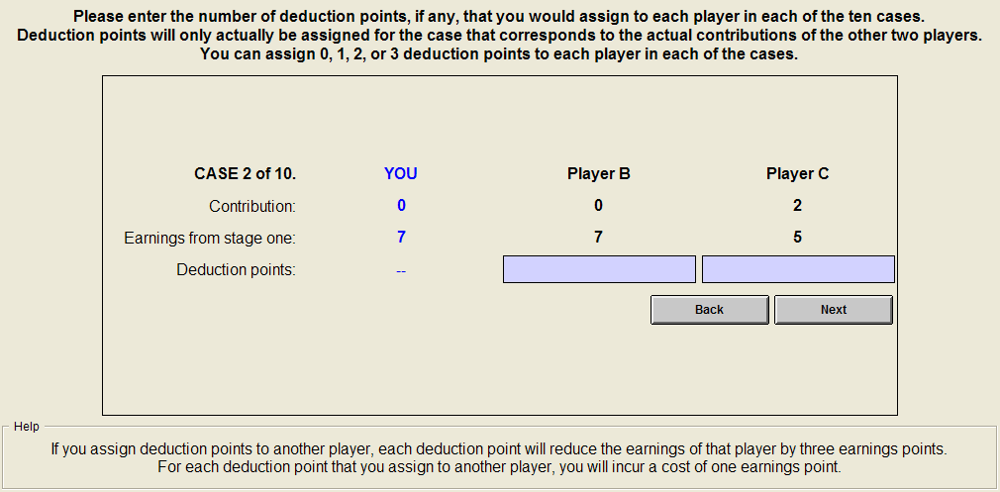 Please enter the number of deduction points, if any, that you would assign to each player in each of the ten cases.
Deduction points will only actually be assigned for the case that corresponds to the actual contributions of the other two players.
You can assign 0, 1, 2, or 3 deduction points to each player in each of the cases.
CASE 2 of 10. YOU Player B Player C
Contribution: 0 0 2
Earnings from stage one: 7 7 5
Deduction points: --
Back Next
Help
If you assign deduction points to another player, each deduction point will reduce the earnings of that player by three earnings points.
For each deduction point that you assign to another player, you will incur a cost of one earnings point.